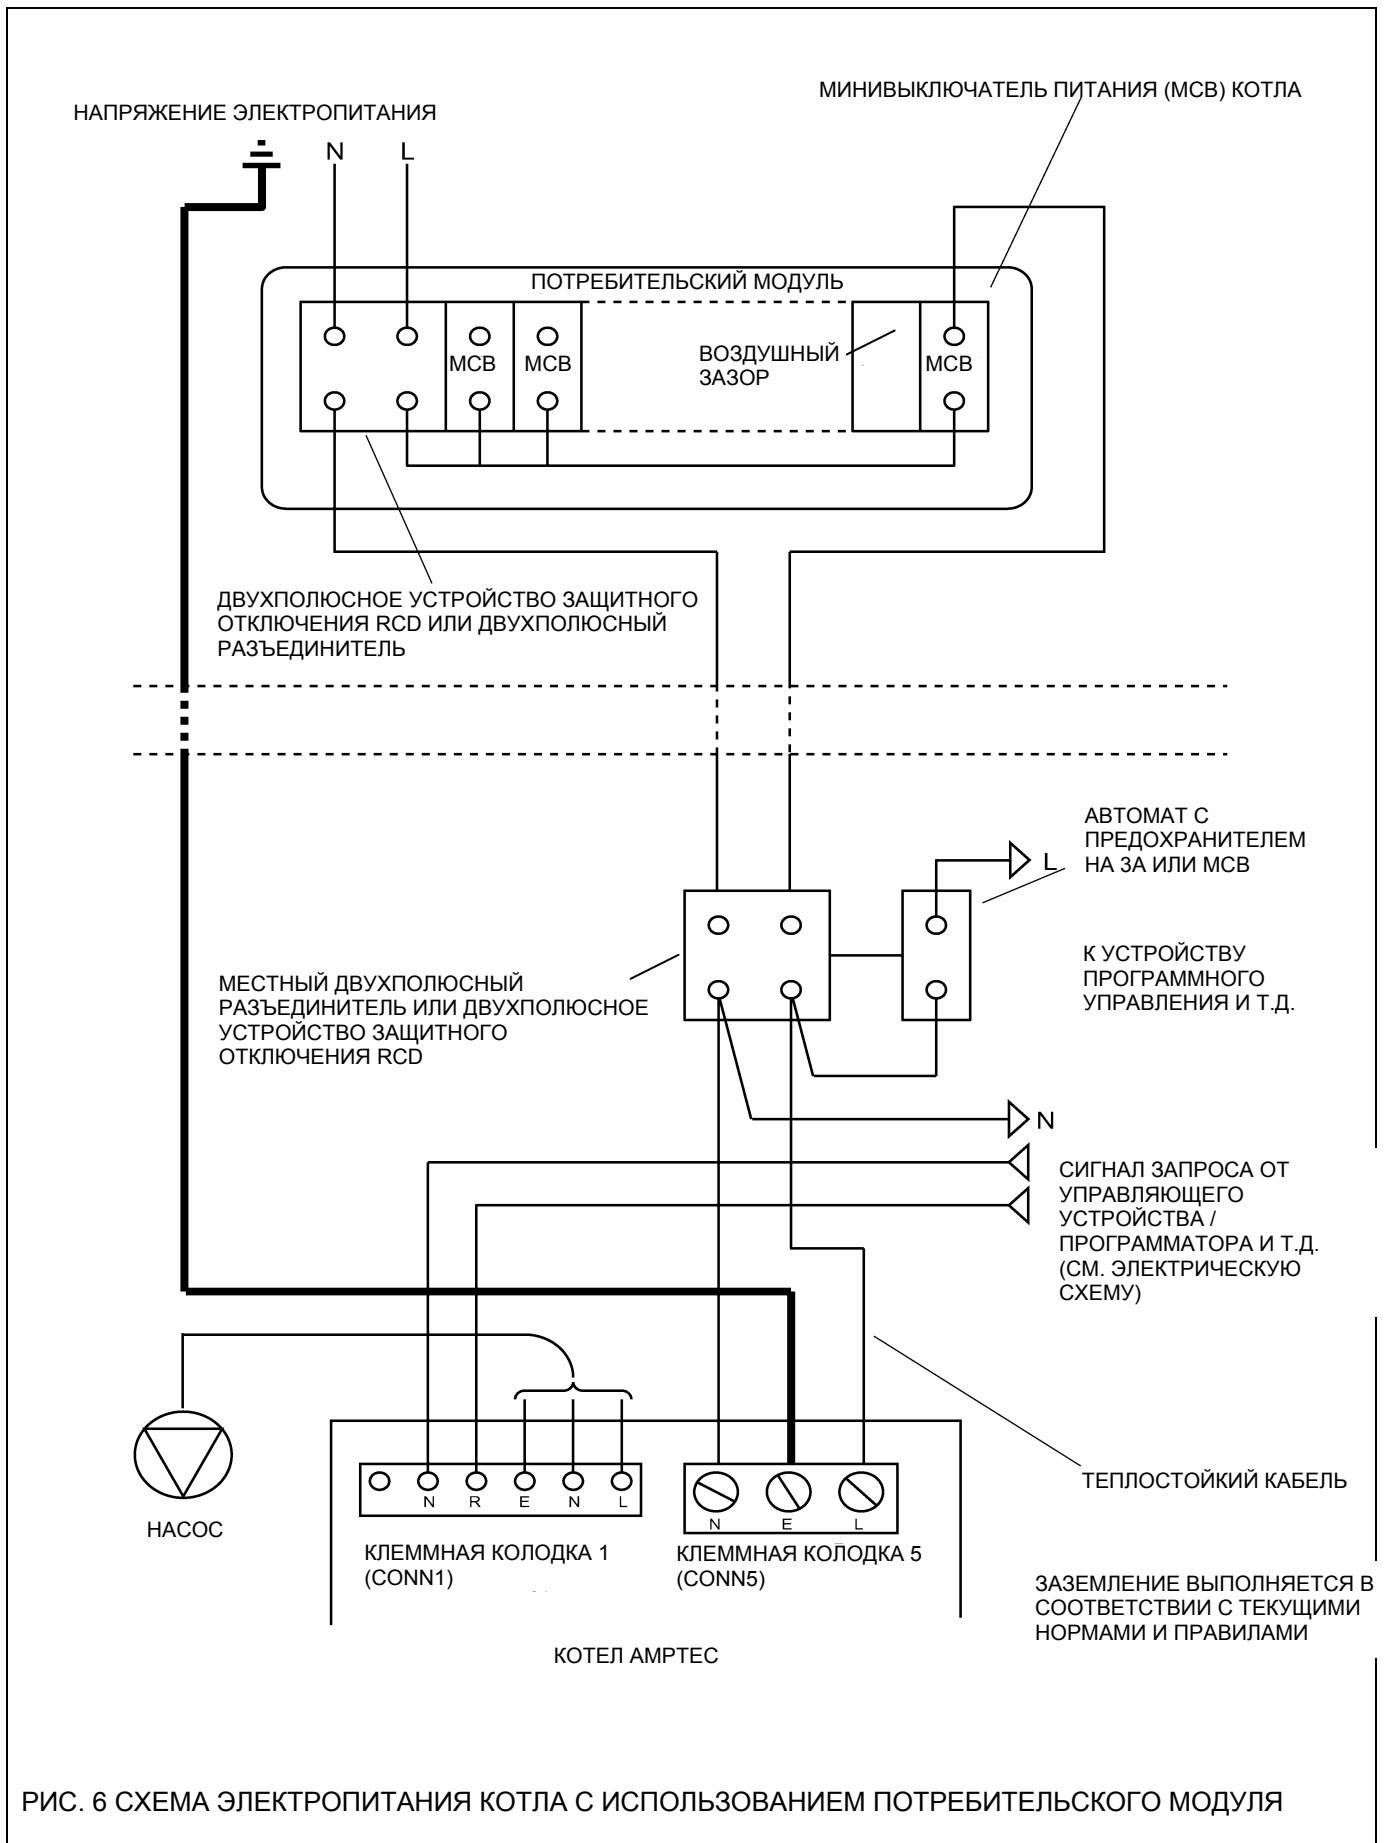 МИНИВЫКЛЮЧАТЕЛЬ ПИТАНИЯ (MCB) КОТЛА
НАПРЯЖЕНИЕ ЭЛЕКТРОПИТАНИЯ
N
L
ПОТРЕБИТЕЛЬСКИЙ МОДУЛЬ
MCB
MCB
ВОЗДУШНЫЙ
ЗАЗОР
MCB
ДВУХПОЛЮСНОЕ УСТРОЙСТВО ЗАЩИТНОГО
ОТКЛЮЧЕНИЯ RCD ИЛИ ДВУХПОЛЮСНЫЙ
РАЗЪЕДИНИТЕЛЬ
АВТОМАТ С
ПРЕДОХРАНИТЕЛЕМ
НА 3А ИЛИ MCB
L
К УСТРОЙСТВУ
ПРОГРАММНОГО
УПРАВЛЕНИЯ И Т.Д.
МЕСТНЫЙ ДВУХПОЛЮСНЫЙ
РАЗЪЕДИНИТЕЛЬ ИЛИ ДВУХПОЛЮСНОЕ
УСТРОЙСТВО ЗАЩИТНОГО
ОТКЛЮЧЕНИЯ RCD
N
СИГНАЛ ЗАПРОСА ОТ
УПРАВЛЯЮЩЕГО
УСТРОЙСТВА /
ПРОГРАММАТОРА И Т.Д.
(СМ. ЭЛЕКТРИЧЕСКУЮ
СХЕМУ)
ТЕПЛОСТОЙКИЙ КАБЕЛЬ
N R E N L
N E L
НАСОС
КЛЕММНАЯ КОЛОДКА 1
(CONN1)
КЛЕММНАЯ КОЛОДКА 5
(CONN5)
ЗАЗЕМЛЕНИЕ ВЫПОЛНЯЕТСЯ В
СООТВЕТСТВИИ С ТЕКУЩИМИ
НОРМАМИ И ПРАВИЛАМИ
КОТЕЛ AMPTEC
РИС. 6 СХЕМА ЭЛЕКТРОПИТАНИЯ КОТЛА С ИСПОЛЬЗОВАНИЕМ ПОТРЕБИТЕЛЬСКОГО МОДУЛЯ